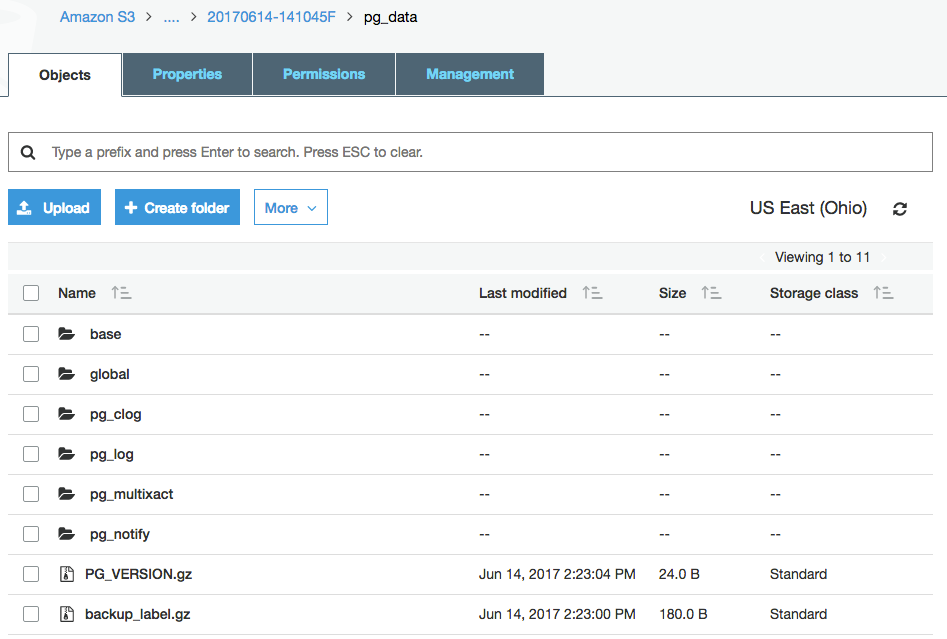 Amazon S3 > .... > 20170614-141045F > pg_data
Objects Properties Permissions Management
Type a prefix and press Enter to search. Press ESC to clear.
Upload Create folder More US East (Ohio)
Viewing 1 to 11
Name Last modified Size Storage class
base -- -- --
global -- -- --
pg_clog -- -- --
pg_log -- -- --
pg_multixact -- -- --
pg_notify -- -- --
PG_VERSION.gz Jun 14, 2017 2:23:04 PM 24.0 B Standard
backup_label.gz Jun 14, 2017 2:23:00 PM 180.0 B Standard